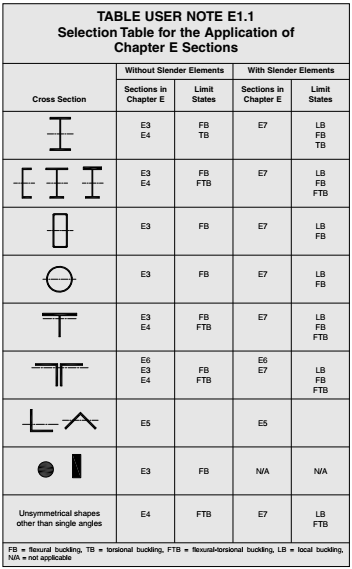 TABLE USER NOTE E1.1
Selection Table for the Application of
Chapter E Sections
Without Slender Elements With Slender Elements
Cross Section Sections in Chapter E Limit States Sections in Chapter E Limit States
E3 FB E7 LB
E4 TB FB
TB
E3 FB E7 LB
E4 FTB FB
FTB
E3 FB E7 LB
FB
E3 FB E7 LB
FB
E3 FB E7 LB
E4 FTB FB
FTB
E6 E6
E3 FB E7 LB
E4 FTB FB
FTB
E5 E5
E3 FB N/A N/A
Unsymmetrical shapes E4 FTB E7 LB
other than single angles FTB
FB = flexural buckling, TB = torsional buckling, FTB = flexural-torsional buckling, LB = local buckling,
N/A = not applicable